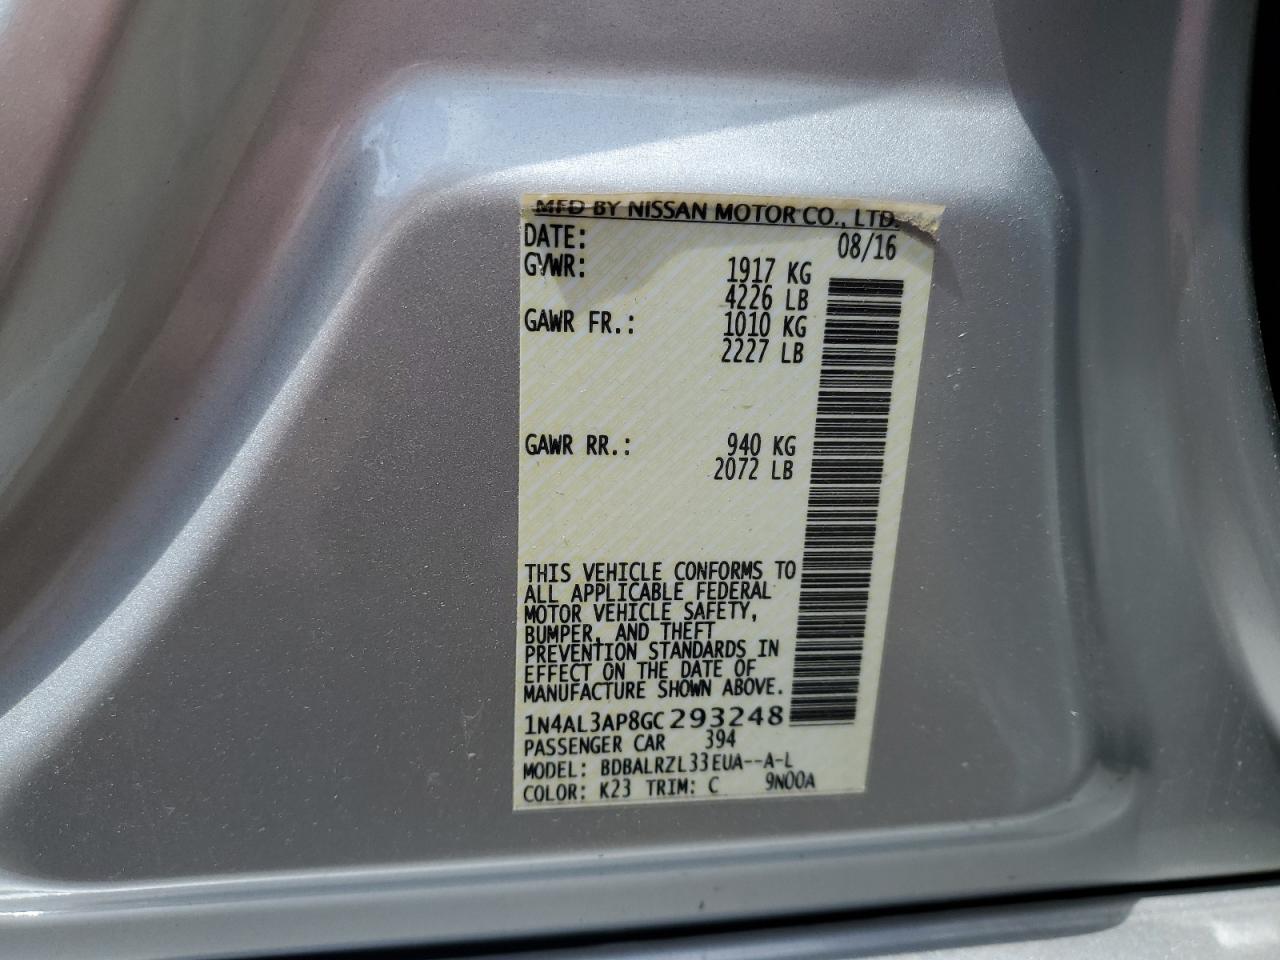 MFD BY NISSAN MOTOR CO., LTD.
DATE: 08/16
GVWR: 1917 KG
4226 LB
GAWR FR.: 1010 KG
2227 LB
GAWR RR.: 940 KG
2072 LB
THIS VEHICLE CONFORMS TO
ALL APPLICABLE FEDERAL
MOTOR VEHICLE SAFETY,
BUMPER, AND THEFT
PREVENTION STANDARDS IN
EFFECT ON THE DATE OF
MANUFACTURE SHOWN ABOVE.
1N4AL3AP8GC293248
PASSENGER CAR 394
MODEL: BDBALRZL33EUA--A-L
COLOR: K23 TRIM: C 9N00A